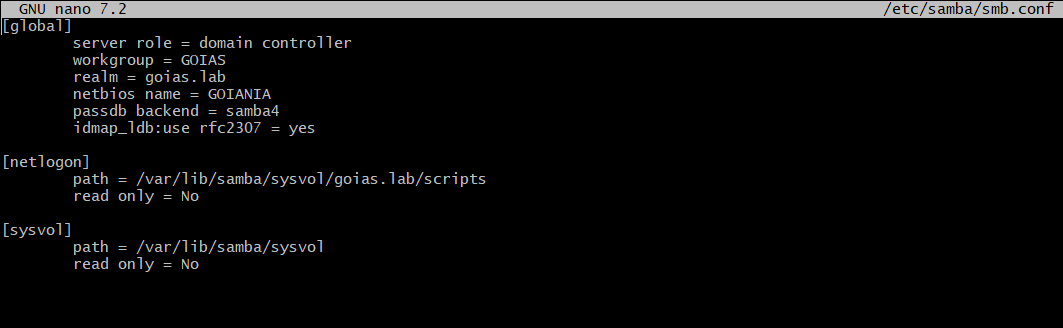 GNU nano 7.2 /etc/samba/smb.conf
[global]
server role = domain controller
workgroup = GOIAS
realm = goias.lab
netbios name = GOIANIA
passdb backend = samba4
idmap_ldb:use rfc2307 = yes
[netlogon]
path = /var/lib/samba/sysvol/goias.lab/scripts
read only = No
[sysvol]
path = /var/lib/samba/sysvol
read only = No